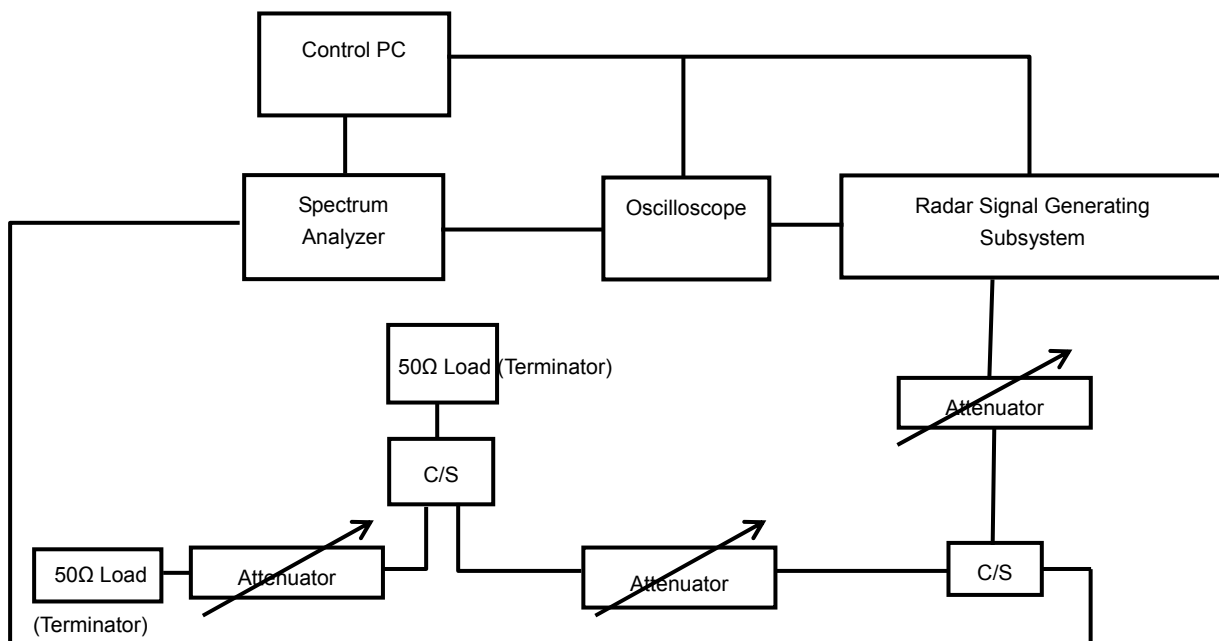 Control PC
Spectrum
Analyzer
Oscilloscope
Radar Signal Generating
Subsystem
50Ω Load (Terminator)
Attenuator
C/S
50Ω Load
(Terminator)
Attenuator
Attenuator
C/S